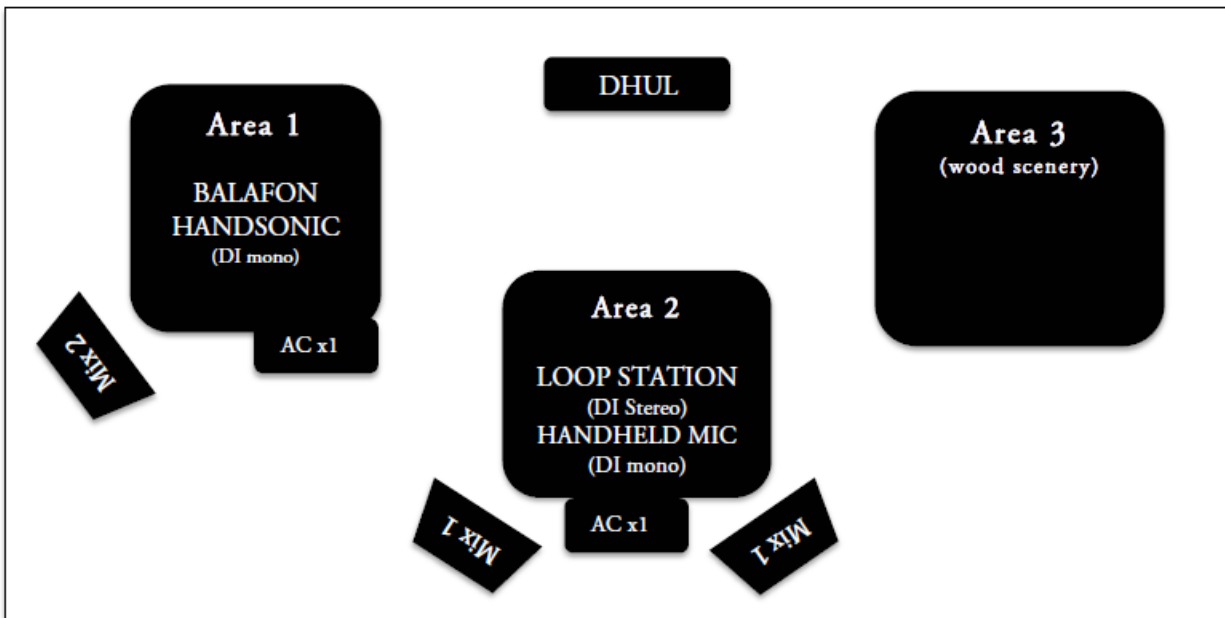 DHUL
Area 1
BALAFON
HANDSONIC
(DI mono)
AC x1
Mix 2
Area 2
LOOP STATION
(DI Stereo)
HANDHELD MIC
(DI mono)
AC x1
Mix 1
Mix 1
Area 3
(wood scenery)